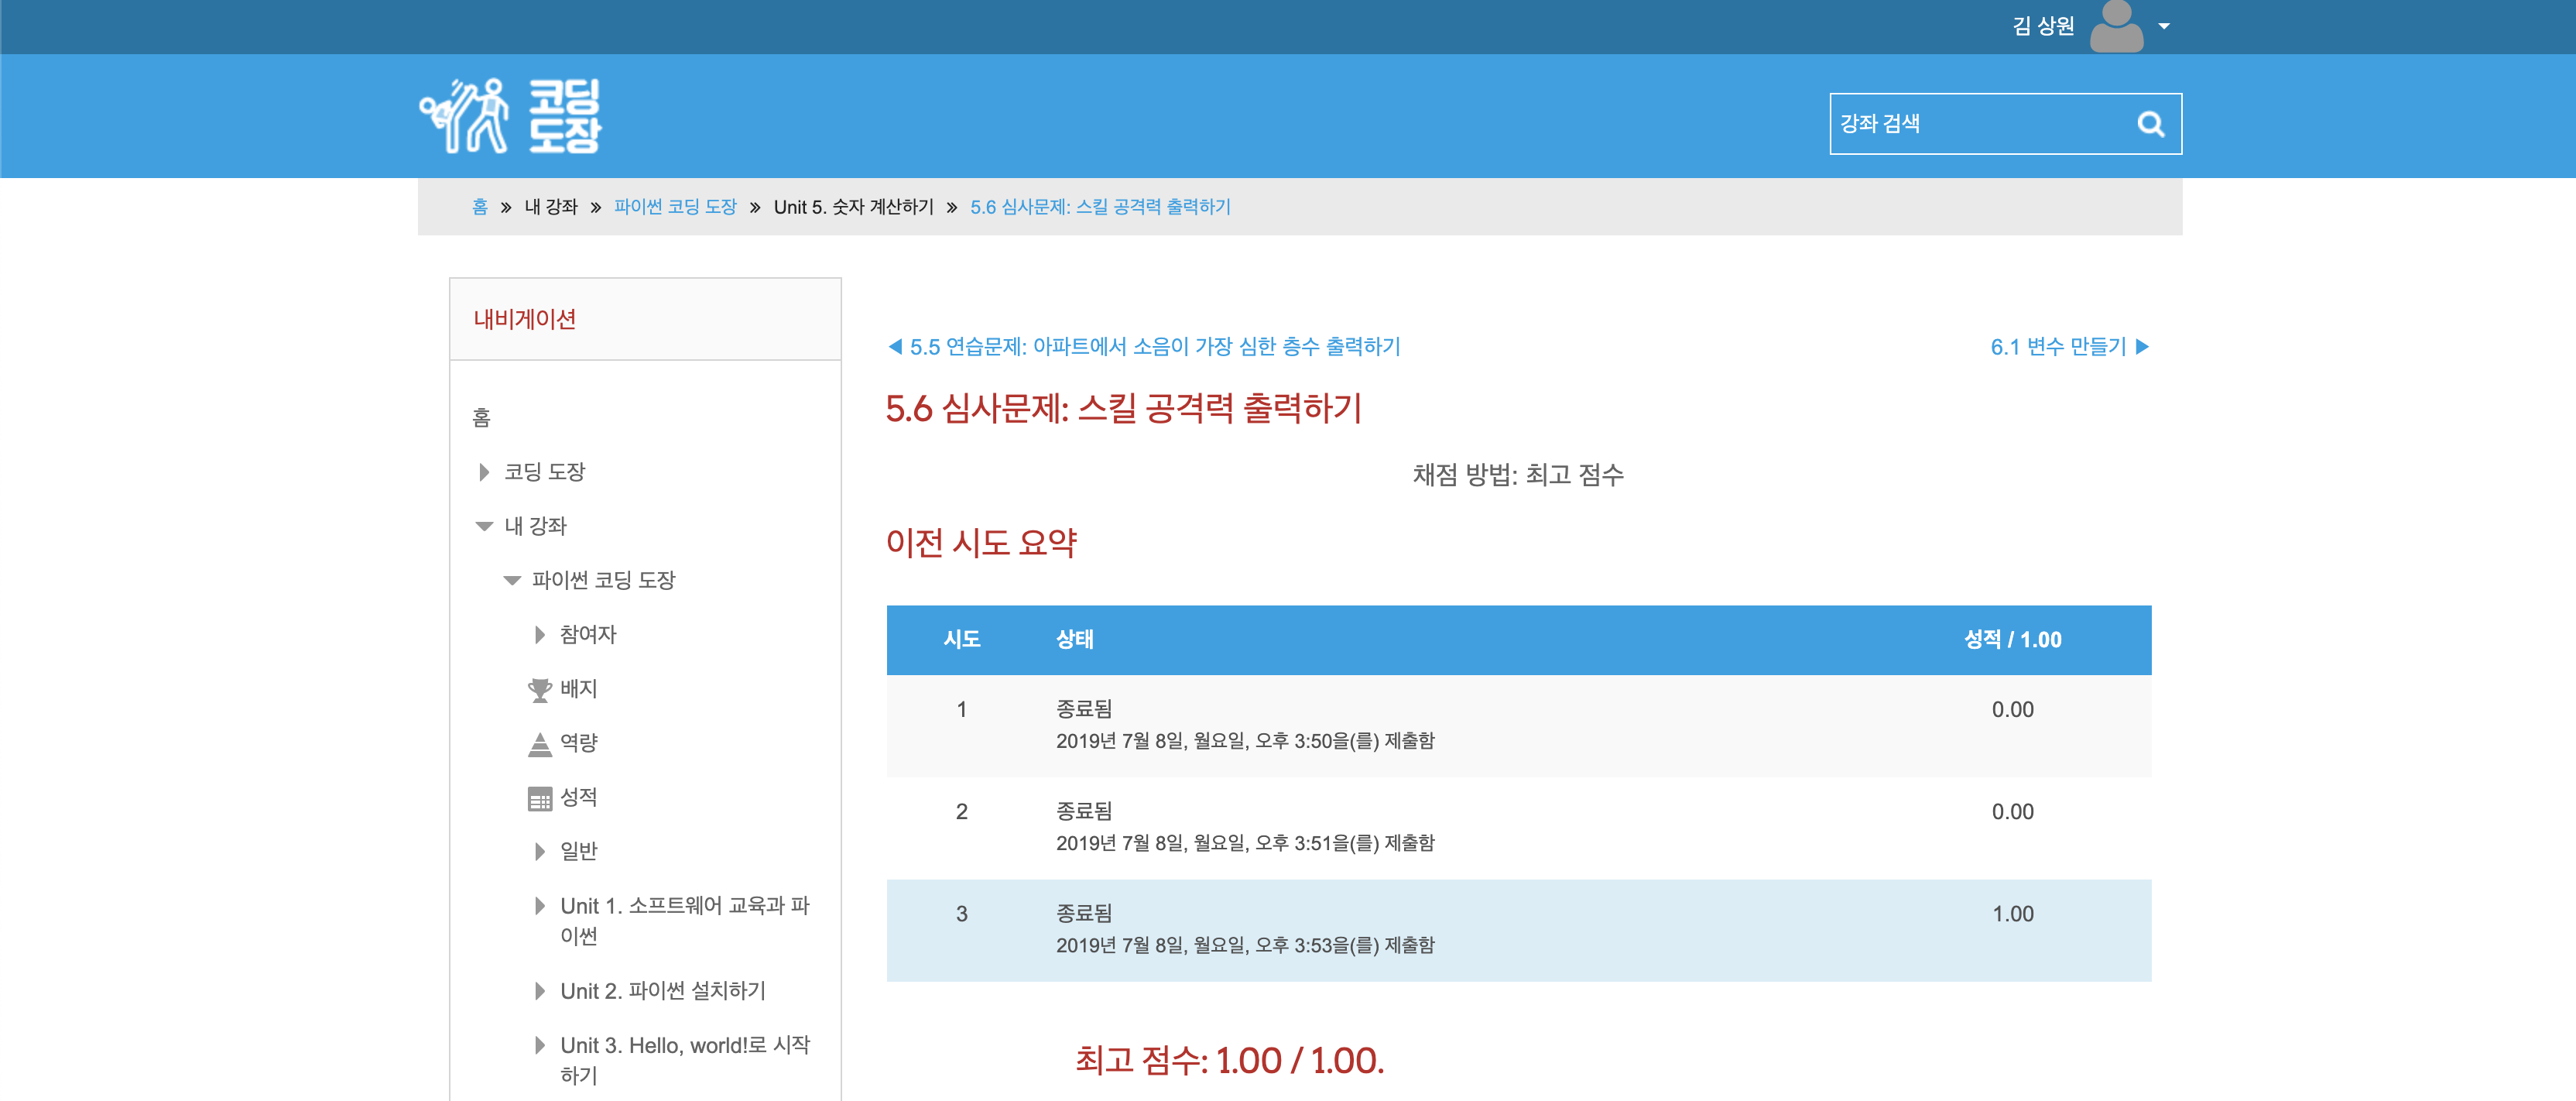 김 상원
코딩
도장
강좌 검색
홈 » 내 강좌 » 파이썬 코딩 도장 » Unit 5. 숫자 계산하기 » 5.6 심사문제: 스킬 공격력 출력하기
내비게이션
홈
코딩 도장
내 강좌
파이썬 코딩 도장
참여자
배지
역량
성적
일반
Unit 1. 소프트웨어 교육과 파
이썬
Unit 2. 파이썬 설치하기
Unit 3. Hello, world!로 시작
하기
◀ 5.5 연습문제: 아파트에서 소음이 가장 심한 층수 출력하기
6.1 변수 만들기 ▶
5.6 심사문제: 스킬 공격력 출력하기
채점 방법: 최고 점수
이전 시도 요약
시도 상태 성적 / 1.00
1 종료됨 0.00
2019년 7월 8일, 월요일, 오후 3:50을(를) 제출함
2 종료됨 0.00
2019년 7월 8일, 월요일, 오후 3:51을(를) 제출함
3 종료됨 1.00
2019년 7월 8일, 월요일, 오후 3:53을(를) 제출함
최고 점수: 1.00 / 1.00.